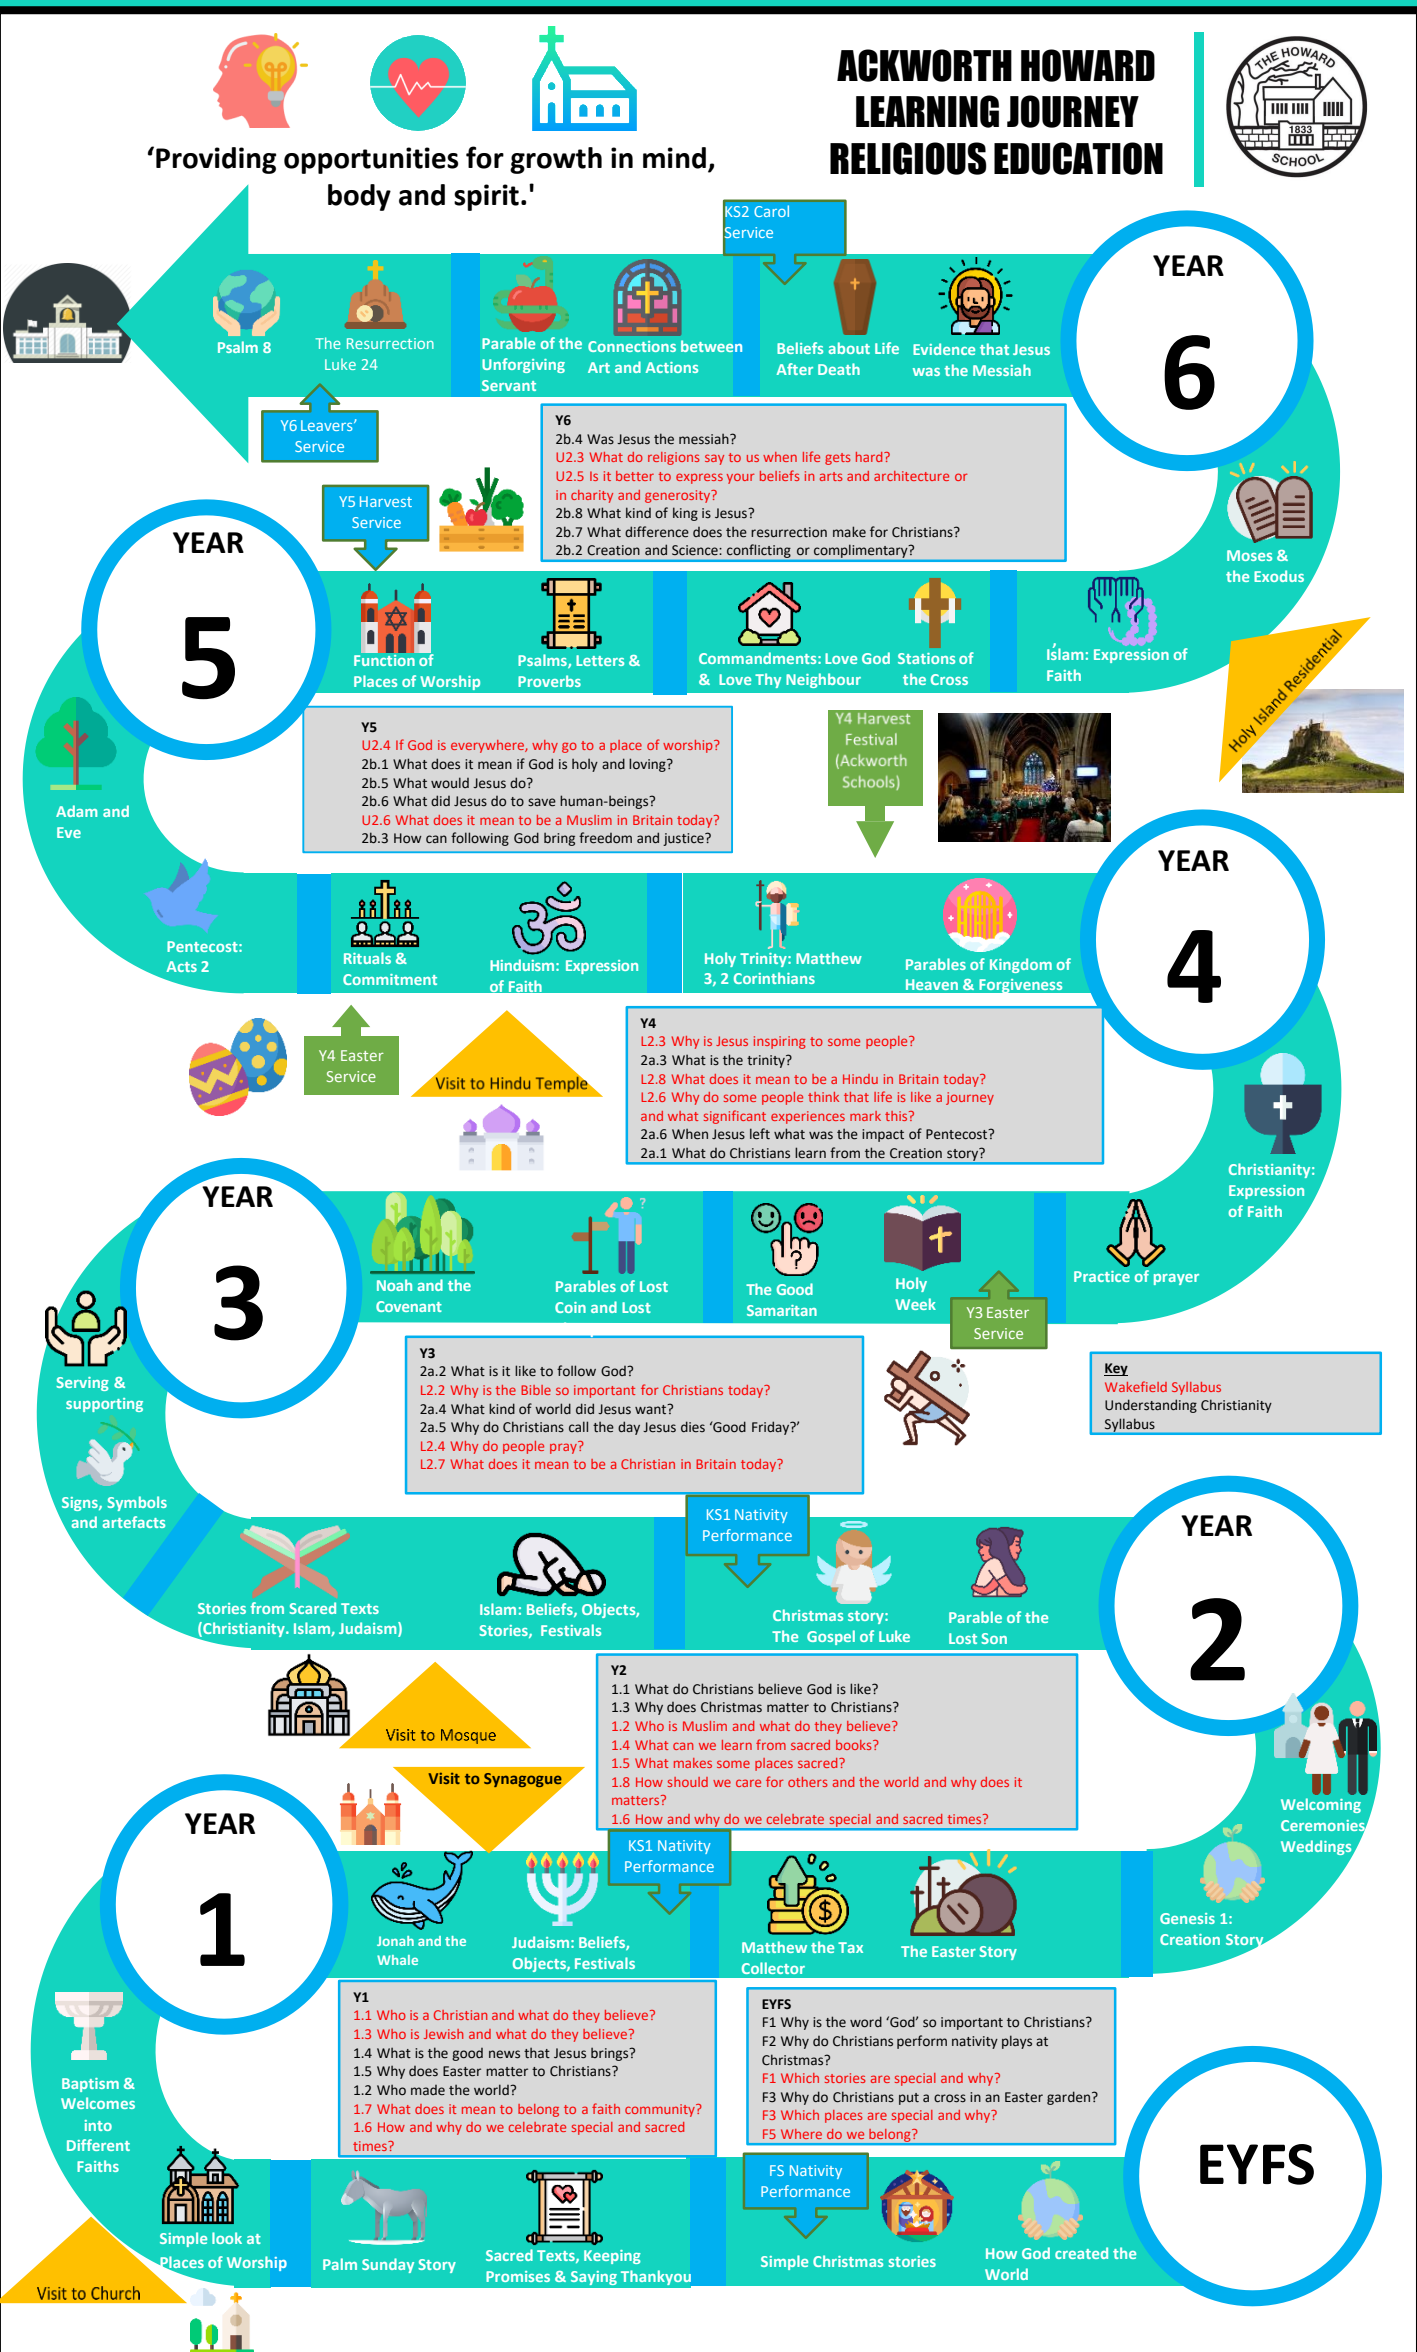 ACKWORTH HOWARD
LEARNING JOURNEY
RELIGIOUS EDUCATION
THE HOWARD
1833
SCHOOL
‘Providing opportunities for growth in mind,
body and spirit.'
KS2 Carol
Service
YEAR
6
Psalm 8
The Resurrection
Luke 24
Parable of the
Unforgiving
Servant
Connections between
Art and Actions
Beliefs about Life
After Death
Evidence that Jesus
was the Messiah
Y6 Leavers’
Service
Y6
2b.4 Was Jesus the messiah?
U2.3 What do religions say to us when life gets hard?
U2.5 Is it better to express your beliefs in arts and architecture or
in charity and generosity?
2b.8 What kind of king is Jesus?
2b.7 What difference does the resurrection make for Christians?
2b.2 Creation and Science: conflicting or complimentary?
Moses &
the Exodus
Y5 Harvest
Service
YEAR
5
Function of
Places of Worship
Psalms, Letters &
Proverbs
Commandments: Love God
& Love Thy Neighbour
Stations of
the Cross
Islam: Expression of
Faith
Holy Island Residential
Adam and
Eve
Y5
U2.4 If God is everywhere, why go to a place of worship?
2b.1 What does it mean if God is holy and loving?
2b.5 What would Jesus do?
2b.6 What did Jesus do to save human-beings?
U2.6 What does it mean to be a Muslim in Britain today?
2b.3 How can following God bring freedom and justice?
Y4 Harvest
Festival
(Ackworth
Schools)
YEAR
4
Pentecost:
Acts 2
Rituals &
Commitment
Hinduism: Expression
of Faith
Holy Trinity: Matthew
3, 2 Corinthians
Parables of Kingdom of
Heaven & Forgiveness
Y4 Easter
Service
Visit to Hindu Temple
Y4
L2.3 Why is Jesus inspiring to some people?
2a.3 What is the trinity?
L2.8 What does it mean to be a Hindu in Britain today?
L2.6 Why do some people think that life is like a journey
and what significant experiences mark this?
2a.6 When Jesus left what was the impact of Pentecost?
2a.1 What do Christians learn from the Creation story?
Christianity:
Expression
of Faith
YEAR
3
Noah and the
Covenant
Parables of Lost
Coin and Lost
The Good
Samaritan
Holy
Week
Y3 Easter
Service
Practice of prayer
Serving &
supporting
Y3
2a.2 What is it like to follow God?
L2.2 Why is the Bible so important for Christians today?
2a.4 What kind of world did Jesus want?
2a.5 Why do Christians call the day Jesus dies ‘Good Friday?’
L2.4 Why do people pray?
L2.7 What does it mean to be a Christian in Britain today?
Key
Wakefield Syllabus
Understanding Christianity
Syllabus
Signs, Symbols
and artefacts
KS1 Nativity
Performance
YEAR
2
Stories from Scared Texts
(Christianity. Islam, Judaism)
Islam: Beliefs, Objects,
Stories, Festivals
Christmas story:
The Gospel of Luke
Parable of the
Lost Son
Visit to Mosque
Visit to Synagogue
Y2
1.1 What do Christians believe God is like?
1.3 Why does Christmas matter to Christians?
1.2 Who is Muslim and what do they believe?
1.4 What can we learn from sacred books?
1.5 What makes some places sacred?
1.8 How should we care for others and the world and why does it
matters?
1.6 How and why do we celebrate special and sacred times?
Welcoming
Ceremonies
Weddings
YEAR
1
KS1 Nativity
Performance
Jonah and the
Whale
Judaism: Beliefs,
Objects, Festivals
Matthew the Tax
Collector
The Easter Story
Genesis 1:
Creation Story
Y1
1.1 Who is a Christian and what do they believe?
1.3 Who is Jewish and what do they believe?
1.4 What is the good news that Jesus brings?
1.5 Why does Easter matter to Christians?
1.2 Who made the world?
1.7 What does it mean to belong to a faith community?
1.6 How and why do we celebrate special and sacred
times?
EYFS
F1 Why is the word ‘God’ so important to Christians?
F2 Why do Christians perform nativity plays at
Christmas?
F1 Which stories are special and why?
F3 Why do Christians put a cross in an Easter garden?
F3 Which places are special and why?
F5 Where do we belong?
Baptism &
Welcomes
into
Different
Faiths
EYFS
FS Nativity
Performance
Simple look at
Places of Worship
Palm Sunday Story
Sacred Texts, Keeping
Promises & Saying Thankyou
Simple Christmas stories
How God created the
World
Visit to Church